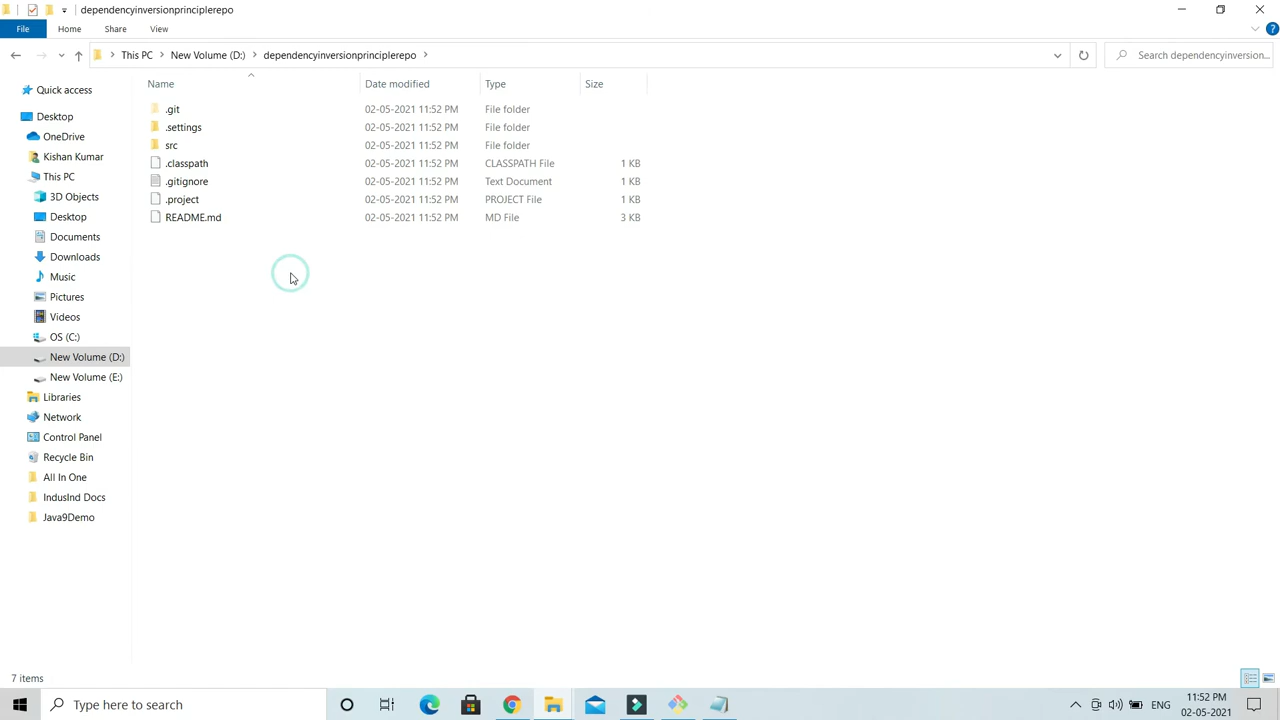 dependencyinversionprinciplerepo
File Home Share View
This PC New Volume (D:) dependencyinversionprinciplerepo Search dependencyinversion...
Name Date modified Type Size
.git 02-05-2021 11:52 PM File folder
.settings 02-05-2021 11:52 PM File folder
src 02-05-2021 11:52 PM File folder
.classpath 02-05-2021 11:52 PM CLASSPATH File 1 KB
.gitignore 02-05-2021 11:52 PM Text Document 1 KB
.project 02-05-2021 11:52 PM PROJECT File 1 KB
README.md 02-05-2021 11:52 PM MD File 3 KB
Quick access
Desktop
OneDrive
Kishan Kumar
This PC
3D Objects
Desktop
Documents
Downloads
Music
Pictures
Videos
OS (C:)
New Volume (D:)
New Volume (E:)
Libraries
Network
Control Panel
Recycle Bin
All In One
IndusInd Docs
Java9Demo
7 items
Type here to search
ENG
11:52 PM
02-05-2021